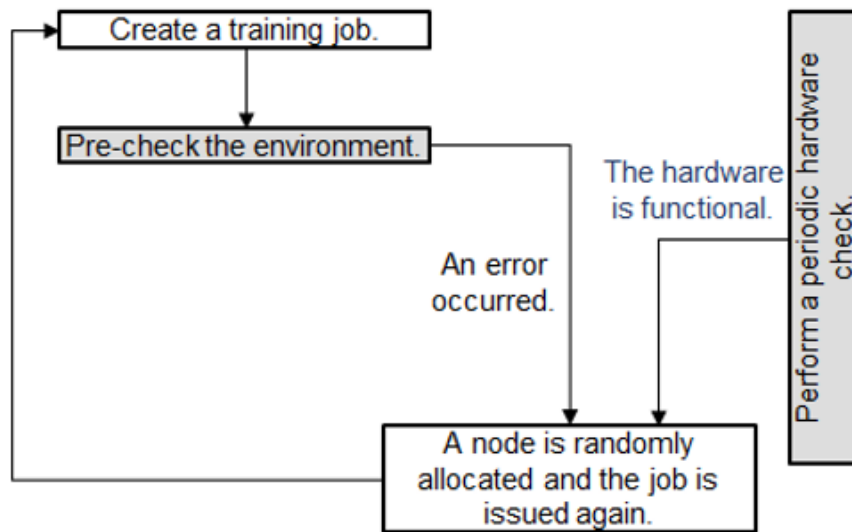 Create a training job.
Pre-check the environment.
The hardware
is functional.
An error
occurred.
Perform a periodic hardware
check.
A node is randomly
allocated and the job is
issued again.